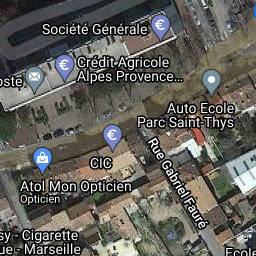 Société Générale
Crédit Agricole
Alpes Provence...
oste
Auto Ecole
Parc Saint-Thys
CIC
Rue Gabriel Fauré
Atol Mon Opticien
Opticien
sy - Cigarette
ue - Marseille
Ecole